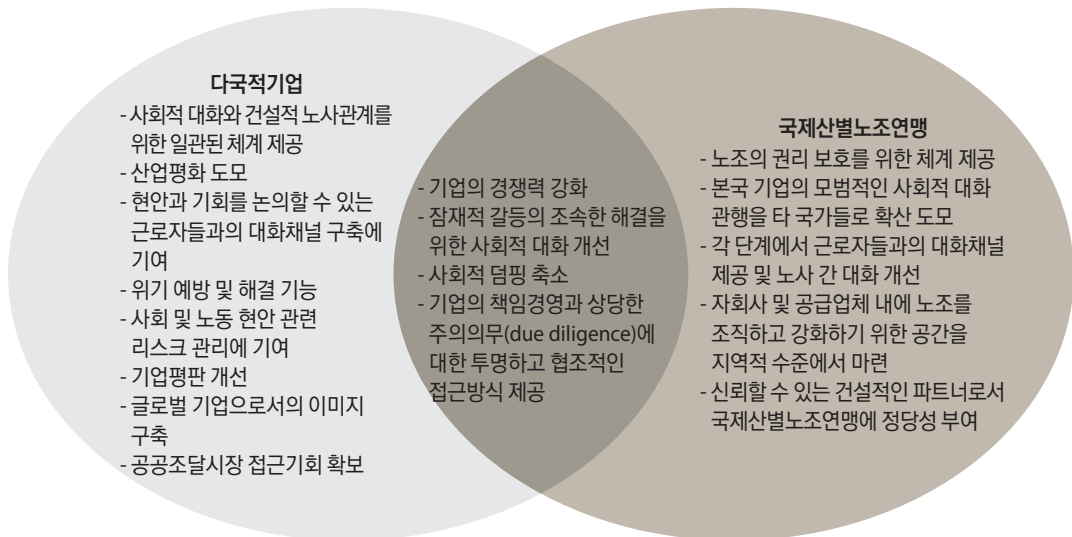 다국적기업
- 사회적 대화와 건설적 노사관계를
위한 일관된 체계 제공
- 산업평화 도모
- 현안과 기회를 논의할 수 있는
근로자들과의 대화채널 구축에
기여
- 위기 예방 및 해결 기능
- 사회 및 노동 현안 관련
리스크 관리에 기여
- 기업평판 개선
- 글로벌 기업으로서의 이미지
구축
- 공공조달시장 접근기회 확보
- 기업의 경쟁력 강화
- 잠재적 갈등의 조속한 해결을
위한 사회적 대화 개선
- 사회적 덤핑 축소
- 기업의 책임경영과 상당한
주의의무(due diligence)에
대한 투명하고 협조적인
접근방식 제공
국제산별노조연맹
- 노조의 권리 보호를 위한 체계 제공
- 본국 기업의 모범적인 사회적 대화
관행을 타 국가들로 확산 도모
- 각 단계에서 근로자들과의 대화채널
제공 및 노사 간 대화 개선
- 자회사 및 공급업체 내에 노조를
조직하고 강화하기 위한 공간을
지역적 수준에서 마련
- 신뢰할 수 있는 건설적인 파트너로서
국제산별노조연맹에 정당성 부여